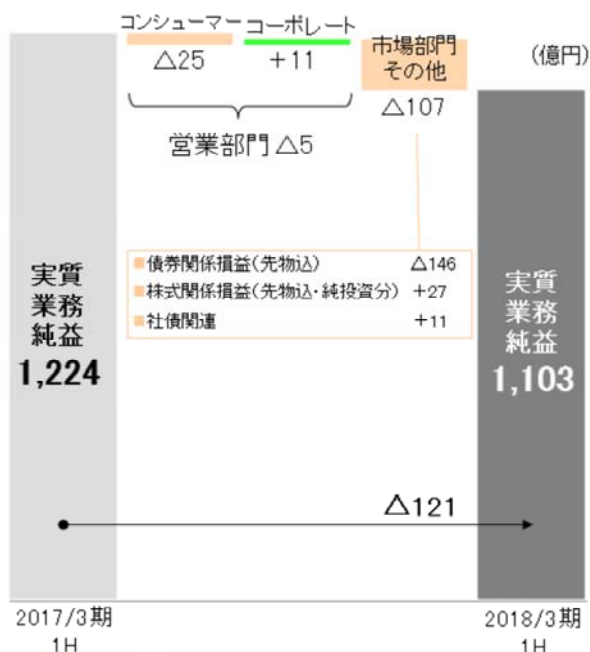 コンシューマー
△25
コーポレート
+11
市場部門
その他
△107
(億円)
営業部門 △5
■債券関係損益(先物込) △146
■株式関係損益(先物込・純投資分) +27
■社債関連 +11
実質
業務
純益
1,224
実質
業務
純益
1,103
△121
2017/3期
1H
2018/3期
1H